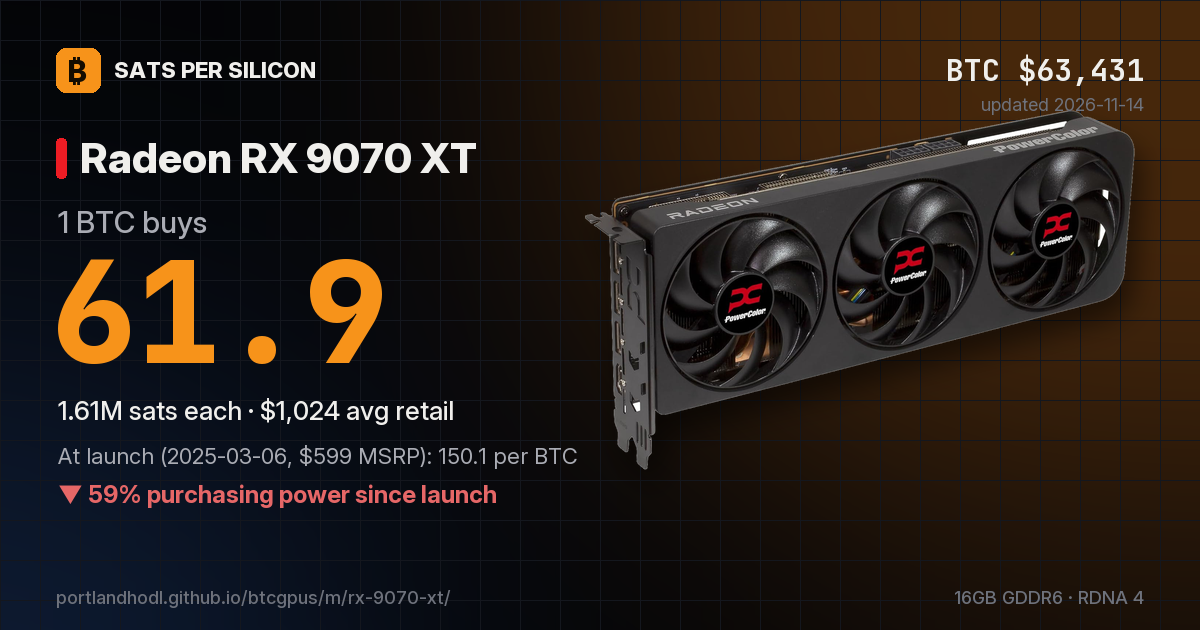 SATS PER SILICON
BTC $63,431
updated 2026-11-14
Radeon RX 9070 XT
1 BTC buys
61.9
1.61M sats each · $1,024 avg retail
At launch (2025-03-06, $599 MSRP): 150.1 per BTC
▼ 59% purchasing power since launch
RADEON
PowerColor
PowerColor
PowerColor
PowerColor
portlandhodl.github.io/btcgpus/m/rx-9070-xt/
16GB GDDR6 · RDNA 4